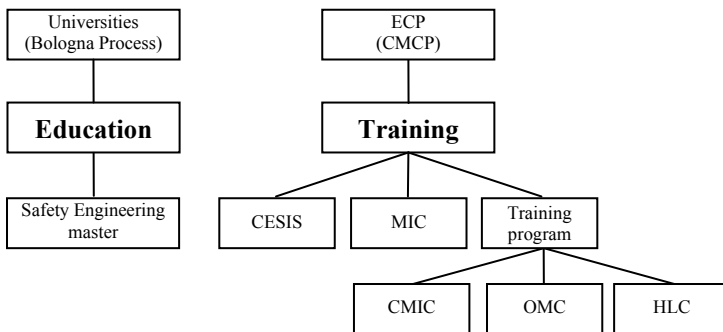 Universities
(Bologna Process)
ECP
(CMCP)
Education
Training
Safety Engineering
master
CESIS
MIC
Training
program
CMIC
OMC
HLC